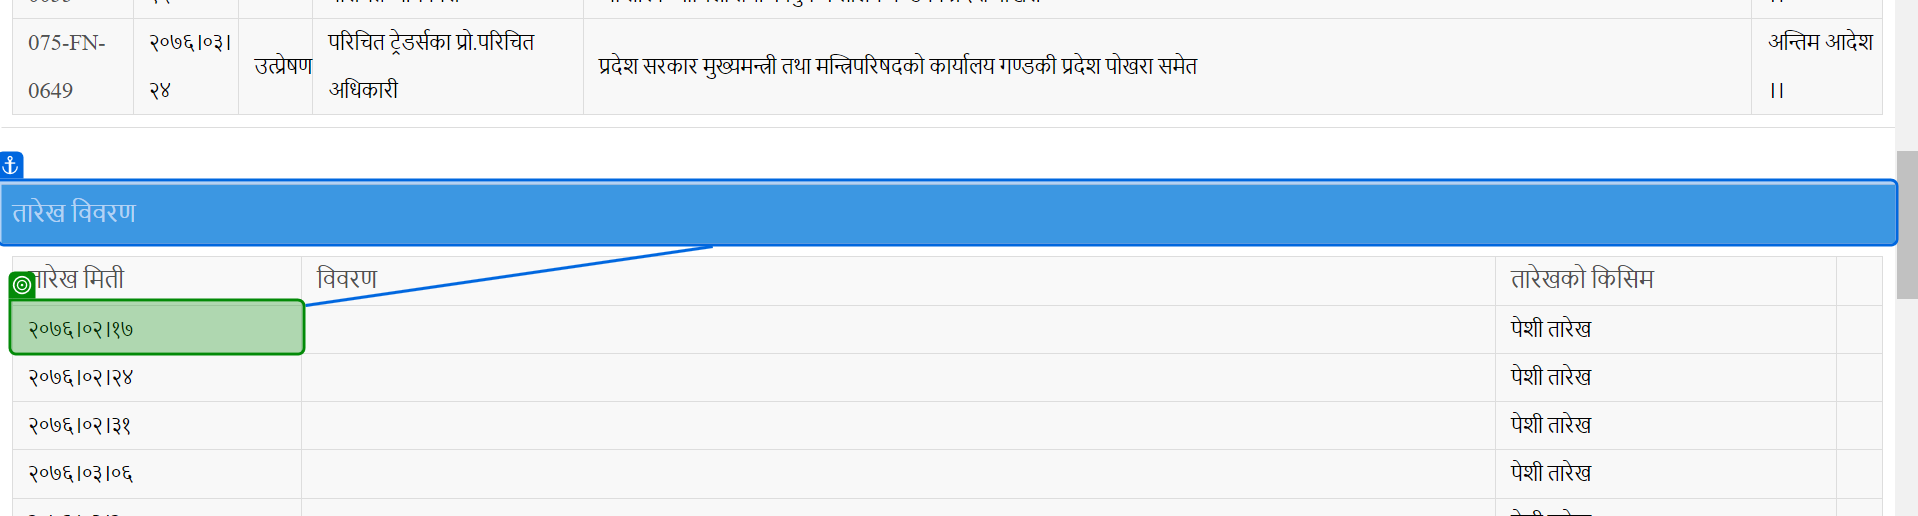 075-FN-
0649
२०७६।०३।
२४
उत्प्रेषण
परिचित ट्रेडर्सका प्रो.परिचित
अधिकारी
प्रदेश सरकार मुख्यमन्त्री तथा मन्त्रिपरिषदको कार्यालय गण्डकी प्रदेश पोखरा समेत
अन्तिम आदेश
।।
तारेख विवरण
तारेख मिती विवरण तारेखको किसिम
२०७६।०२।१७ पेशी तारेख
२०७६।०२।२४ पेशी तारेख
२०७६।०२।३१ पेशी तारेख
२०७६।०३।०६ पेशी तारेख